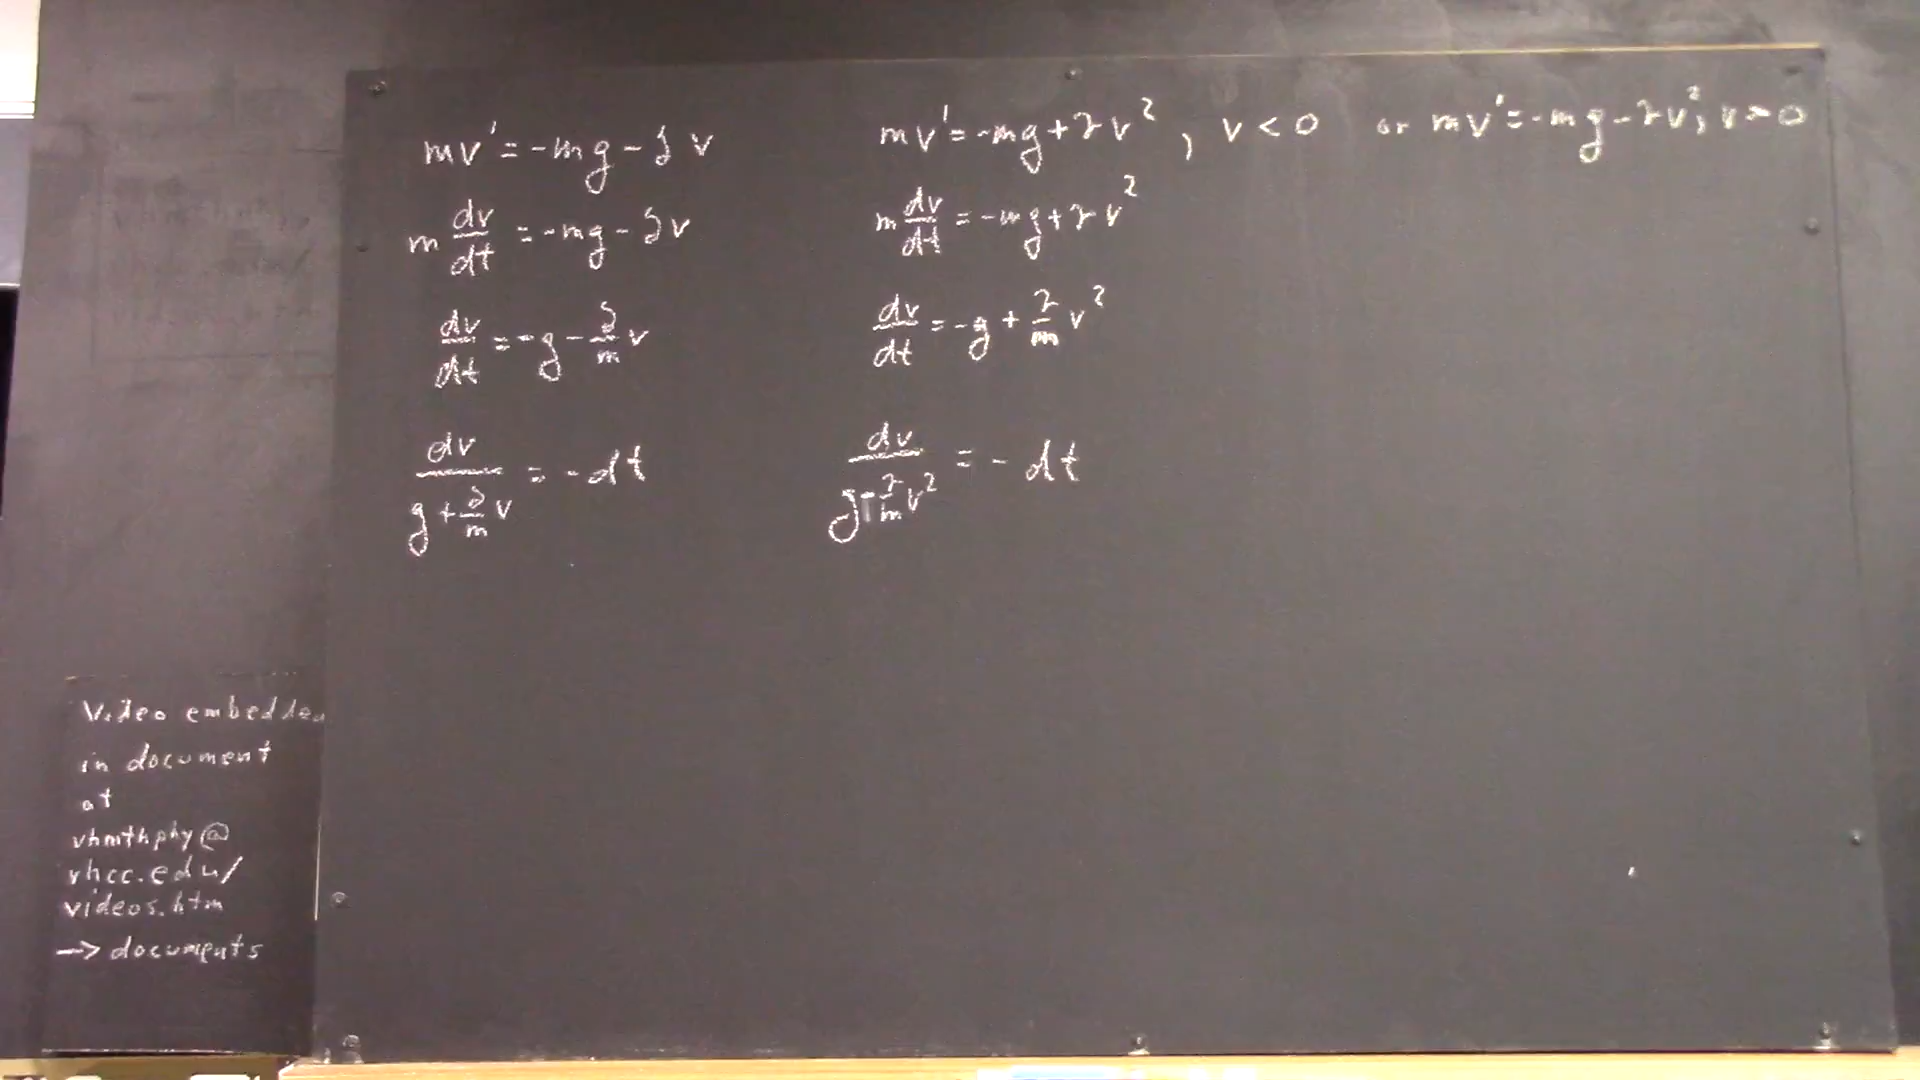 mv' = -mg - γ v
m dv/dt = -mg - γv
dv/dt = -g - γ/m v
dv/(g + γ/m v) = - dt
mv' = -mg + γv², v < 0 or mv' = -mg - γv², v > 0
m dv/dt = -mg + γv²
dv/dt = -g + γ/m v²
dv/(g - γ/m v²) = - dt
Video embedded
in document
at
vhmthphy@
vhcc.edu/
videos.htm
→ documents